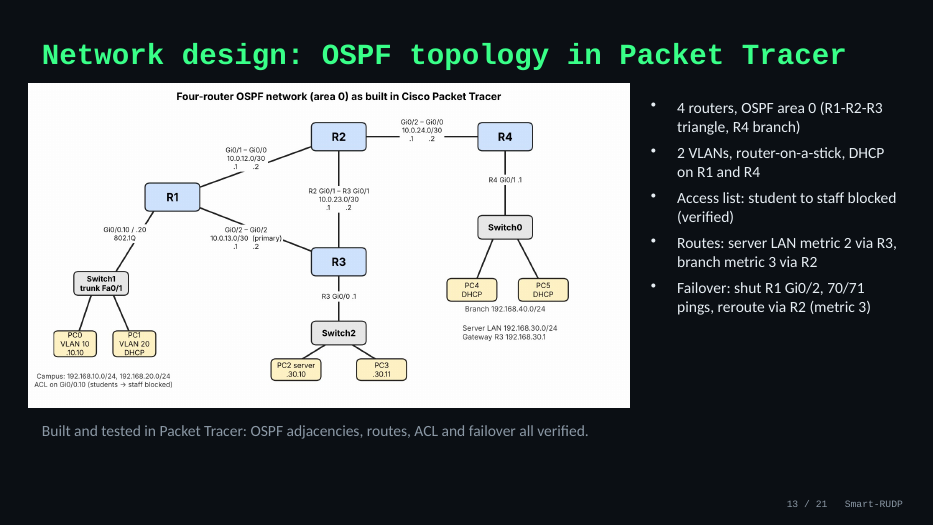 Network design: OSPF topology in Packet Tracer
Four-router OSPF network (area 0) as built in Cisco Packet Tracer
R2
Gi0/2 – Gi0/0
10.0.24.0/30
.1 .2
R4
Gi0/1 – Gi0/0
10.0.12.0/30
.1 .2
R1
R2 Gi0/1 – R3 Gi0/1
10.0.23.0/30
.1 .2
R4 Gi0/1 .1
Gi0/0.10 / .20
802.1Q
Gi0/2 – Gi0/2
10.0.13.0/30 (primary)
.1 .2
Switch0
R3
Switch1
trunk Fa0/1
PC4
DHCP
PC5
DHCP
R3 Gi0/0 .1
Branch 192.168.40.0/24
Switch2
Server LAN 192.168.30.0/24
Gateway R3 192.168.30.1
PC0
VLAN 10
.10.10
PC1
VLAN 20
DHCP
PC2 server
.30.10
PC3
.30.11
Campus: 192.168.10.0/24, 192.168.20.0/24
ACL on Gi0/0.10 (students → staff blocked)
• 4 routers, OSPF area 0 (R1-R2-R3
triangle, R4 branch)
• 2 VLANs, router-on-a-stick, DHCP
on R1 and R4
• Access list: student to staff blocked
(verified)
• Routes: server LAN metric 2 via R3,
branch metric 3 via R2
• Failover: shut R1 Gi0/2, 70/71
pings, reroute via R2 (metric 3)
Built and tested in Packet Tracer: OSPF adjacencies, routes, ACL and failover all verified.
13 / 21 Smart-RUDP